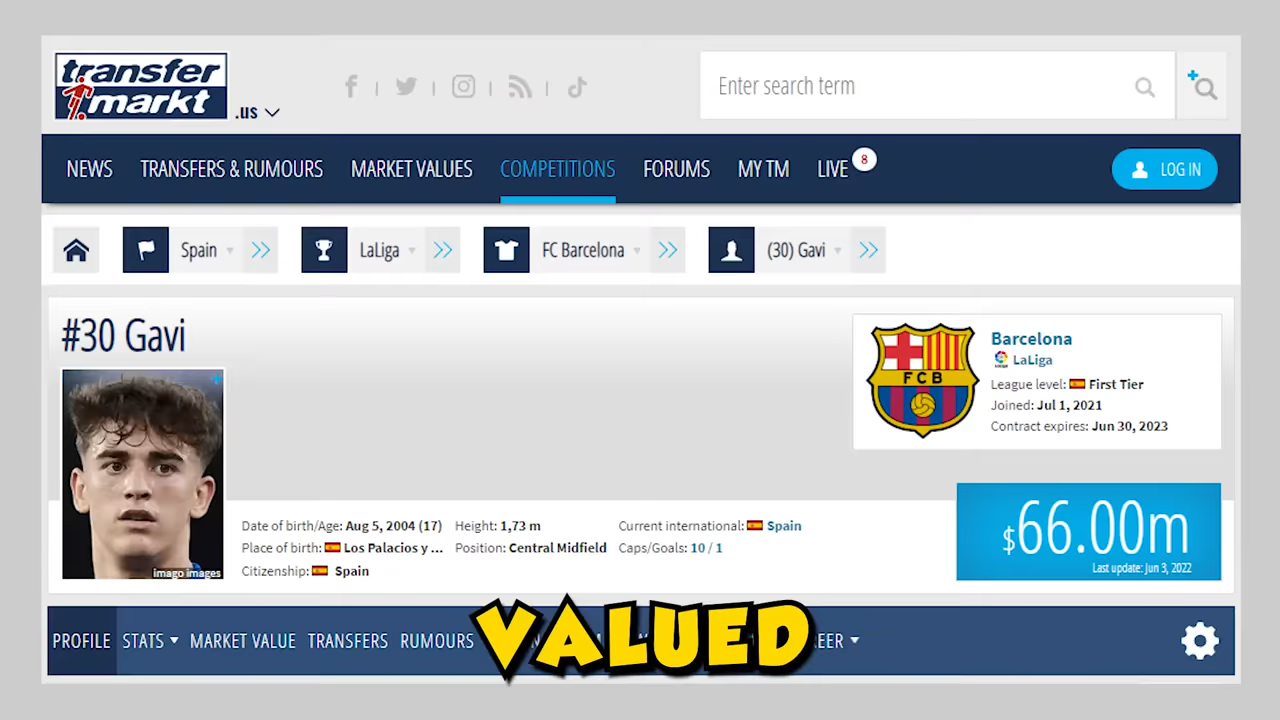 transfer
markt
.us
Enter search term
NEWS TRANSFERS & RUMOURS MARKET VALUES COMPETITIONS FORUMS MY TM LIVE 8 LOG IN
Spain LaLiga FC Barcelona (30) Gavi
#30 Gavi
FCB
Barcelona
LaLiga
League level: First Tier
Joined: Jul 1, 2021
Contract expires: Jun 30, 2023
imago images
Date of birth/Age: Aug 5, 2004 (17) Height: 1,73 m Current international: Spain
Place of birth: Los Palacios y ... Position: Central Midfield Caps/Goals: 10 / 1
Citizenship: Spain
$66.00m
Last update: Jun 3, 2022
PROFILE STATS MARKET VALUE TRANSFERS RUMOURS
VALUED